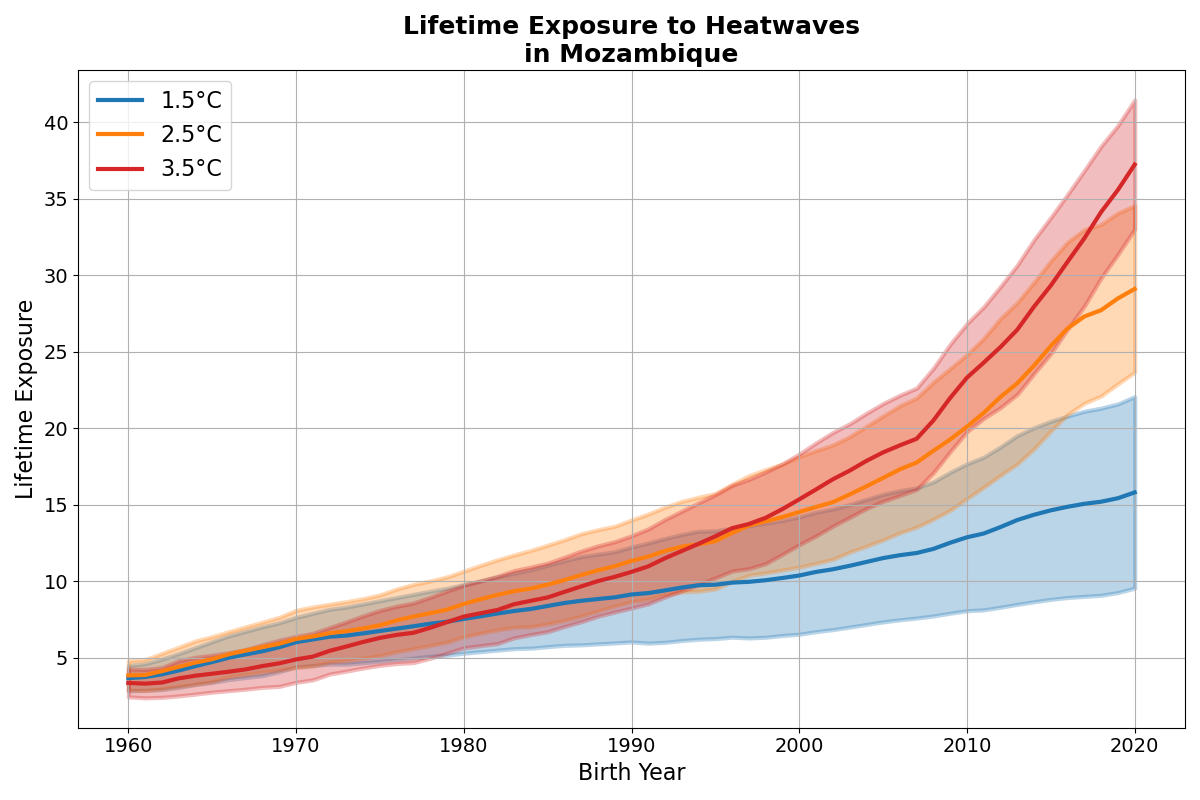 Lifetime Exposure to Heatwaves
in Mozambique
1.5°C
2.5°C
3.5°C
Lifetime Exposure
40
35
30
25
20
15
10
5
1960 1970 1980 1990 2000 2010 2020
Birth Year